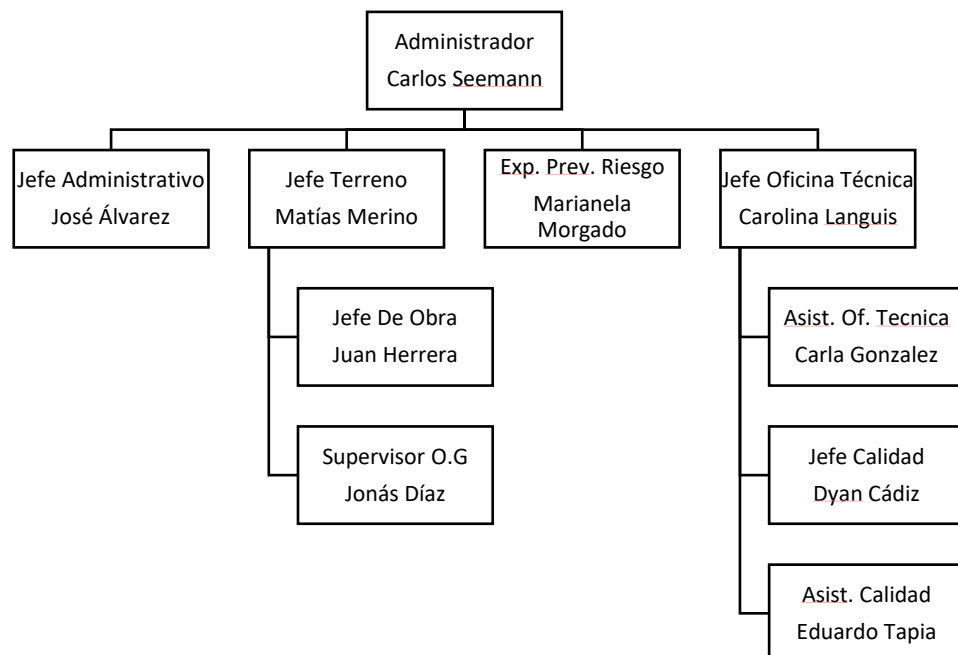 Administrador
Carlos Seemann
Jefe Administrativo
José Álvarez
Jefe Terreno
Matías Merino
Exp. Prev. Riesgo
Marianela
Morgado
Jefe Oficina Técnica
Carolina Languis
Jefe De Obra
Juan Herrera
Asist. Of. Tecnica
Carla Gonzalez
Supervisor O.G
Jonás Díaz
Jefe Calidad
Dyan Cádiz
Asist. Calidad
Eduardo Tapia